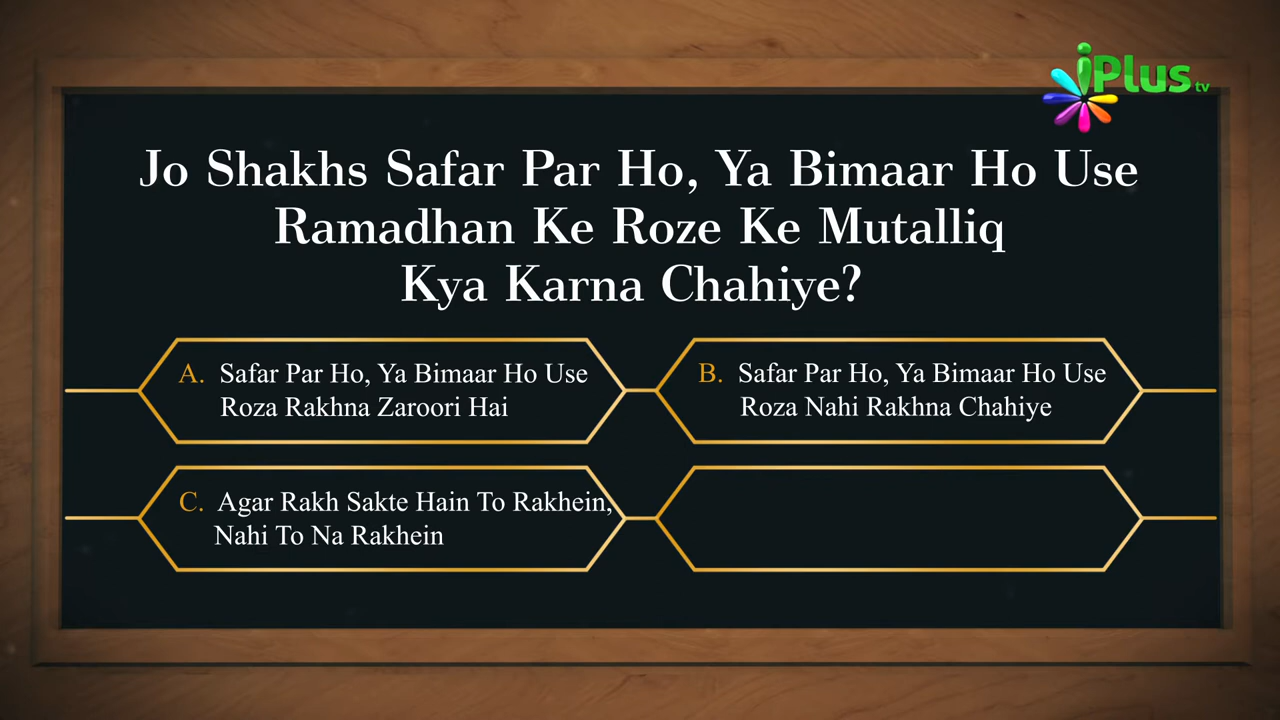 iPlus tv
Jo Shakhs Safar Par Ho, Ya Bimaar Ho Use
Ramadhan Ke Roze Ke Mutalliq
Kya Karna Chahiye?
A. Safar Par Ho, Ya Bimaar Ho Use
Roza Rakhna Zaroori Hai
B. Safar Par Ho, Ya Bimaar Ho Use
Roza Nahi Rakhna Chahiye
C. Agar Rakh Sakte Hain To Rakhein,
Nahi To Na Rakhein